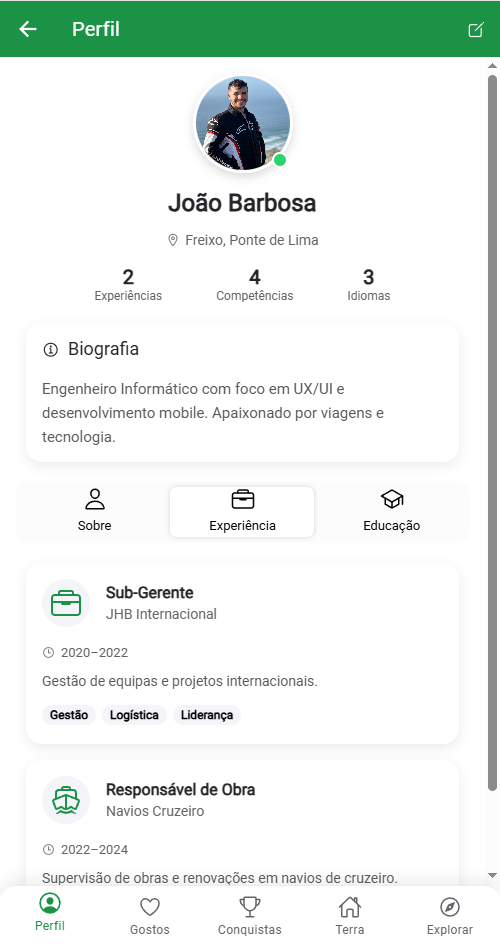 Perfil
João Barbosa
Freixo, Ponte de Lima
2 4 3
Experiências Competências Idiomas
Biografia
Engenheiro Informático com foco em UX/UI e
desenvolvimento mobile. Apaixonado por viagens e
tecnologia.
Sobre Experiência Educação
Sub-Gerente
JHB Internacional
2020–2022
Gestão de equipas e projetos internacionais.
Gestão Logística Liderança
Responsável de Obra
Navios Cruzeiro
2022–2024
Supervisão de obras e renovações em navios de cruzeiro.
Perfil Gostos Conquistas Terra Explorar